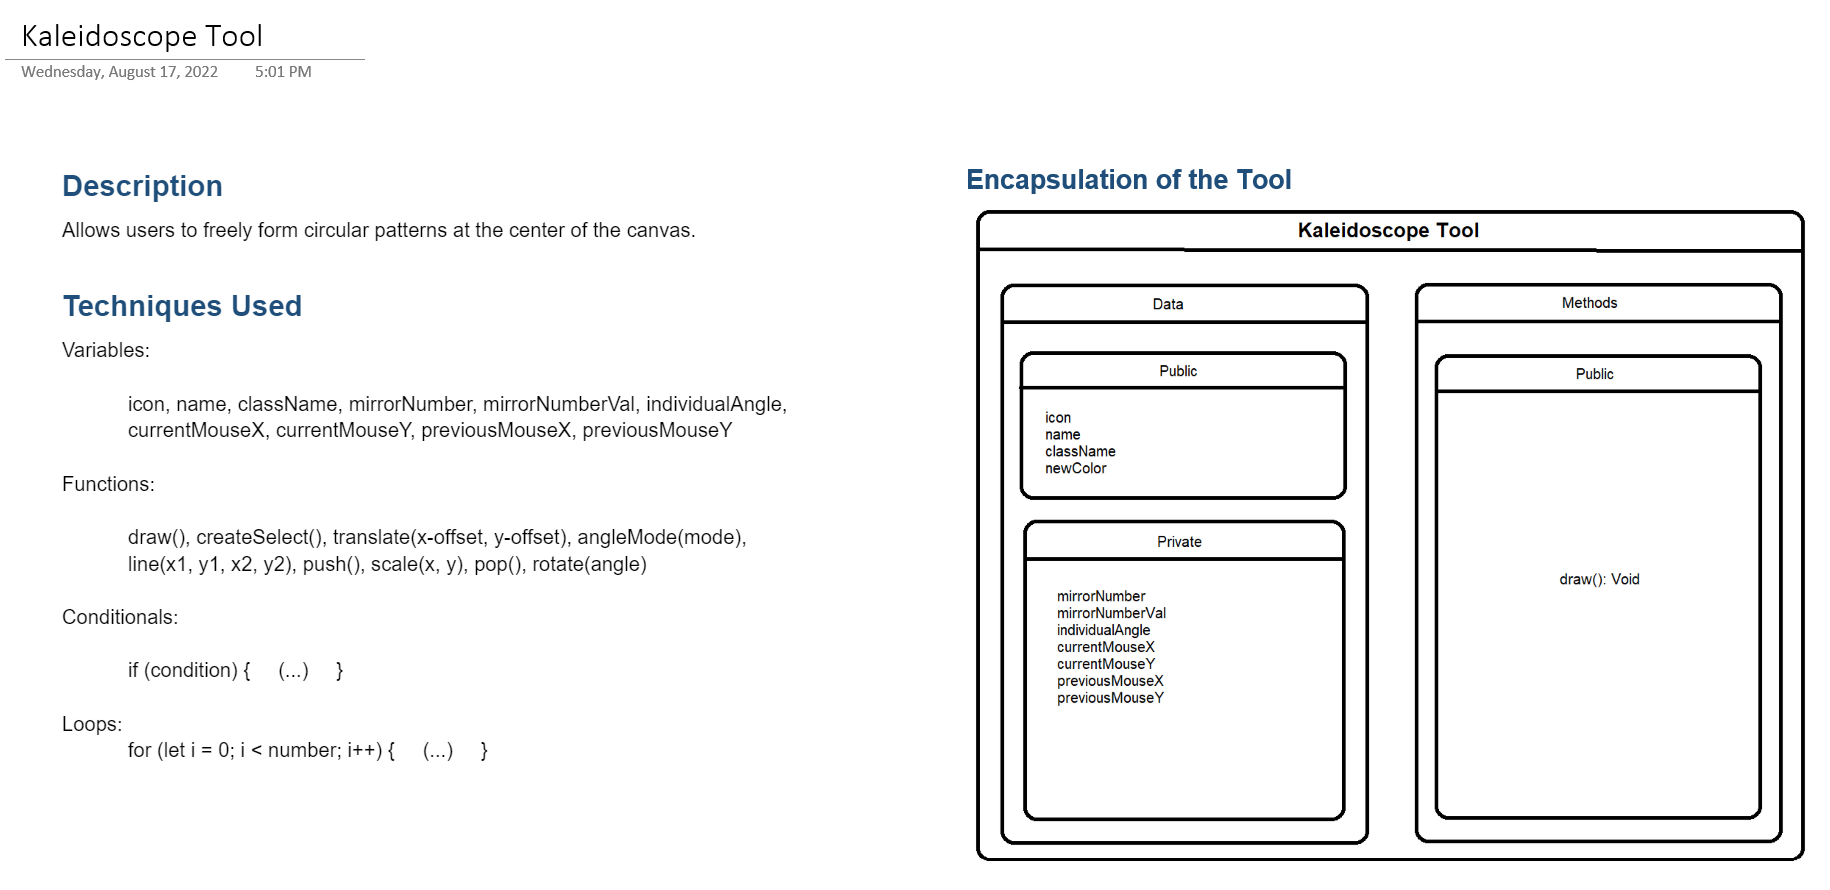 Kaleidoscope Tool
Wednesday, August 17, 2022 5:01 PM
Description
Allows users to freely form circular patterns at the center of the canvas.
Techniques Used
Variables:
icon, name, className, mirrorNumber, mirrorNumberVal, individualAngle,
currentMouseX, currentMouseY, previousMouseX, previousMouseY
Functions:
draw(), createSelect(), translate(x-offset, y-offset), angleMode(mode),
line(x1, y1, x2, y2), push(), scale(x, y), pop(), rotate(angle)
Conditionals:
if (condition) { (...) }
Loops:
for (let i = 0; i < number; i++) { (...) }
Encapsulation of the Tool
Kaleidoscope Tool
Data
Public
icon
name
className
newColor
Private
mirrorNumber
mirrorNumberVal
individualAngle
currentMouseX
currentMouseY
previousMouseX
previousMouseY
Methods
Public
draw(): Void